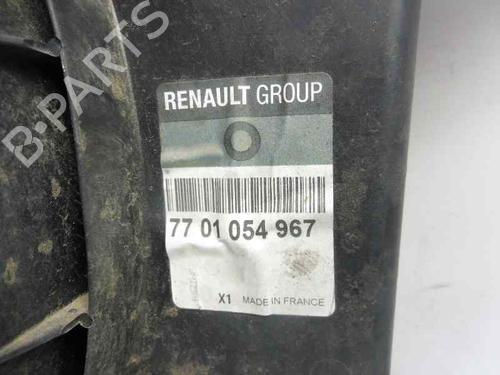 B-PARTS
RENAULT GROUP
77 01 054 967
X1 MADE IN FRANCE